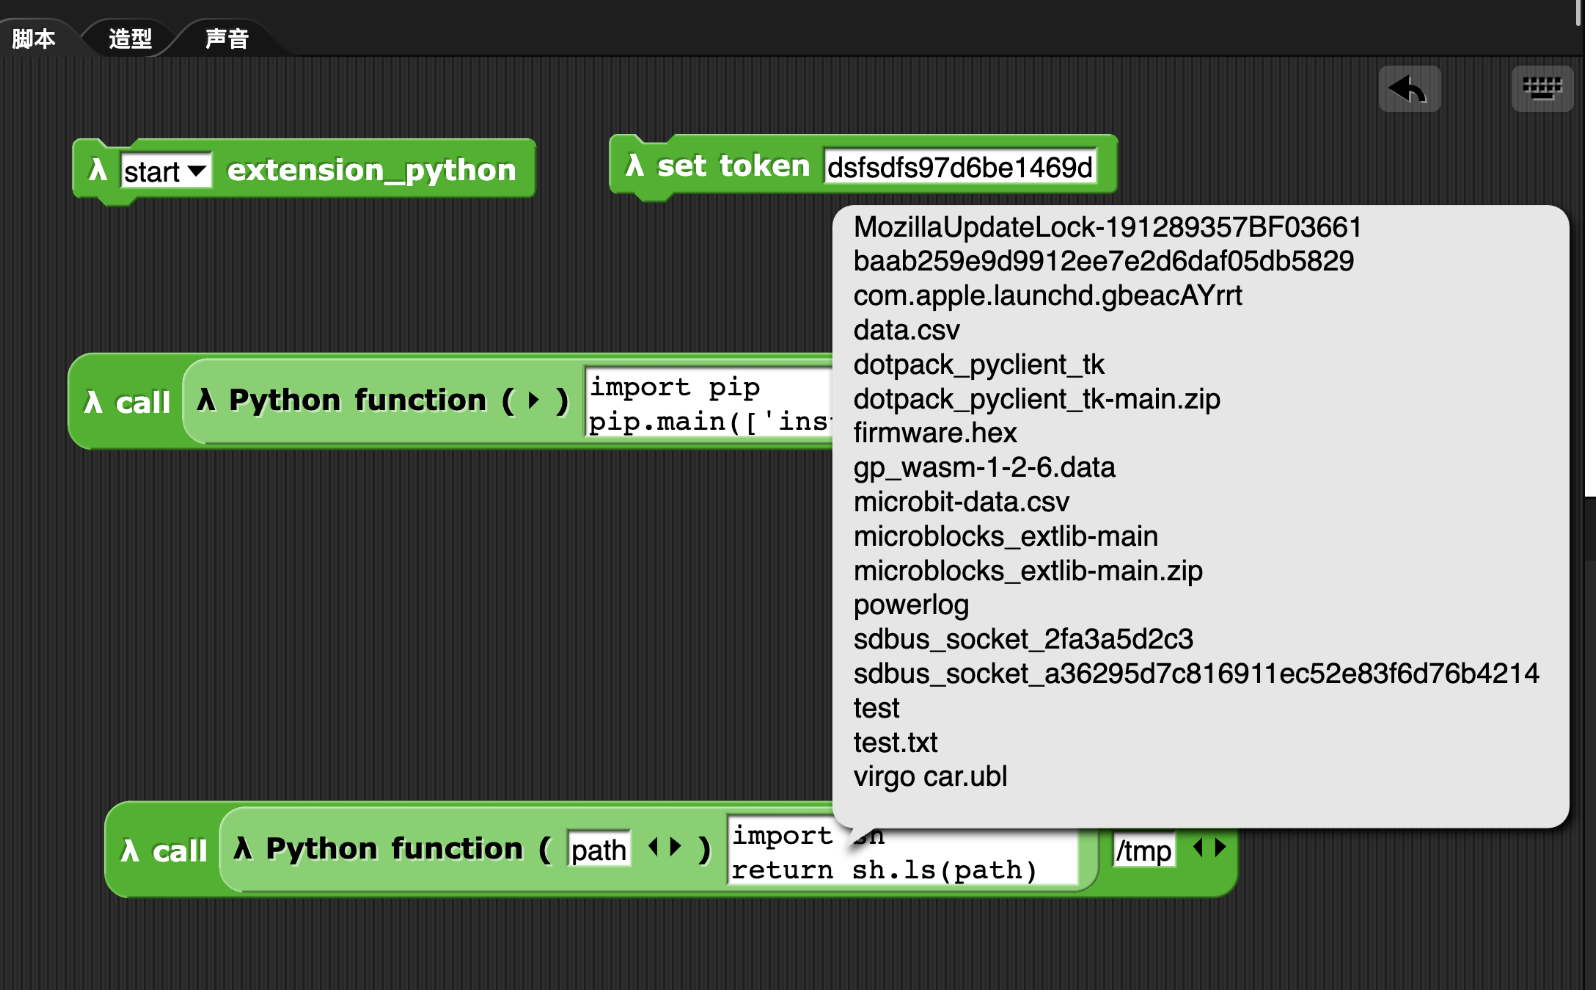 脚本 造型 声音
λ start extension_python
λ set token dsfsdfs97d6be1469d
MozillaUpdateLock-191289357BF03661
baab259e9d9912ee7e2d6daf05db5829
com.apple.launchd.gbeacAYrrt
data.csv
dotpack_pyclient_tk
dotpack_pyclient_tk-main.zip
firmware.hex
gp_wasm-1-2-6.data
microbit-data.csv
microblocks_extlib-main
microblocks_extlib-main.zip
powerlog
sdbus_socket_2fa3a5d2c3
sdbus_socket_a36295d7c816911ec52e83f6d76b4214
test
test.txt
virgo car.ubl
λ call λ Python function ( ) import pip
pip.main(['ins
λ call λ Python function ( path ) import sh
return sh.ls(path)
/tmp